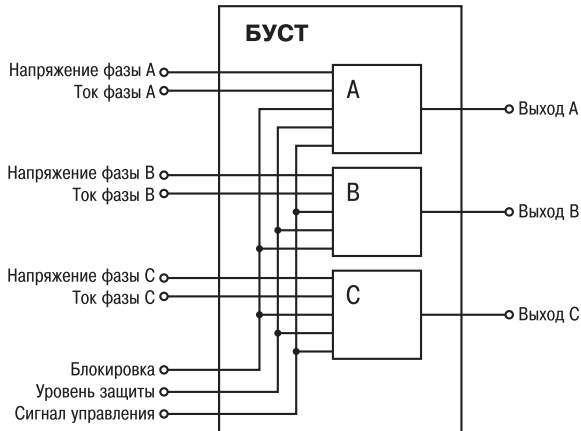 БУСТ
Напряжение фазы А
Ток фазы А
А
Выход А
Напряжение фазы В
Ток фазы В
В
Выход В
Напряжение фазы С
Ток фазы С
С
Выход С
Блокировка
Уровень защиты
Сигнал управления